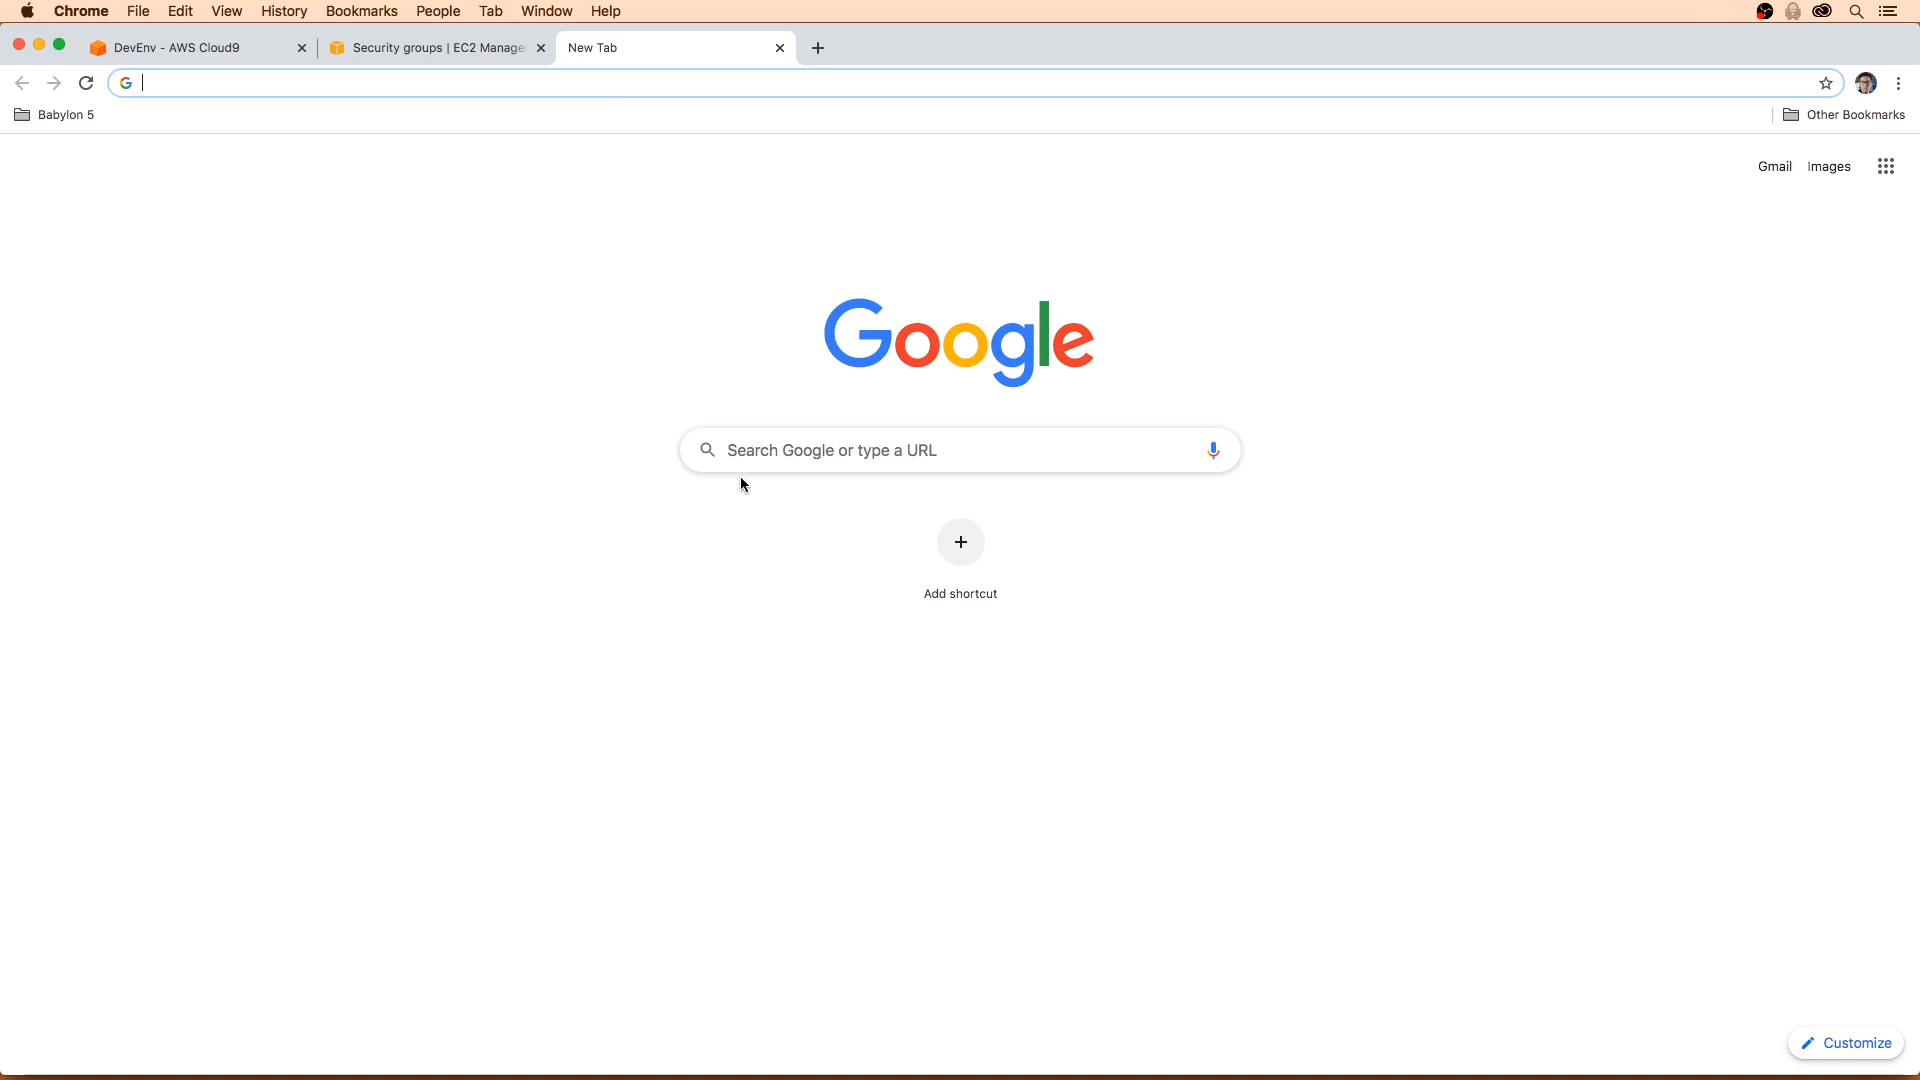 Chrome File Edit View History Bookmarks People Tab Window Help
DevEnv - AWS Cloud9
Security groups | EC2 Manage
New Tab
Babylon 5
Other Bookmarks
Gmail Images
Google
Search Google or type a URL
Add shortcut
Customize